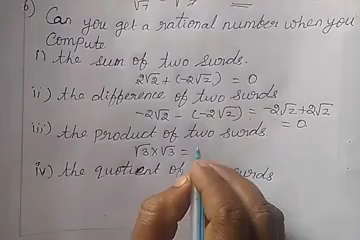 6) Can you get a rational number when you
compute
i) the sum of two surds.
2√2 + (-2√2) = 0
ii) the difference of two surds
-2√2 - (-2√2) = -2√2 + 2√2
= 0
iii) the product of two surds
√3 × √3 =
iv) the quotient of surds